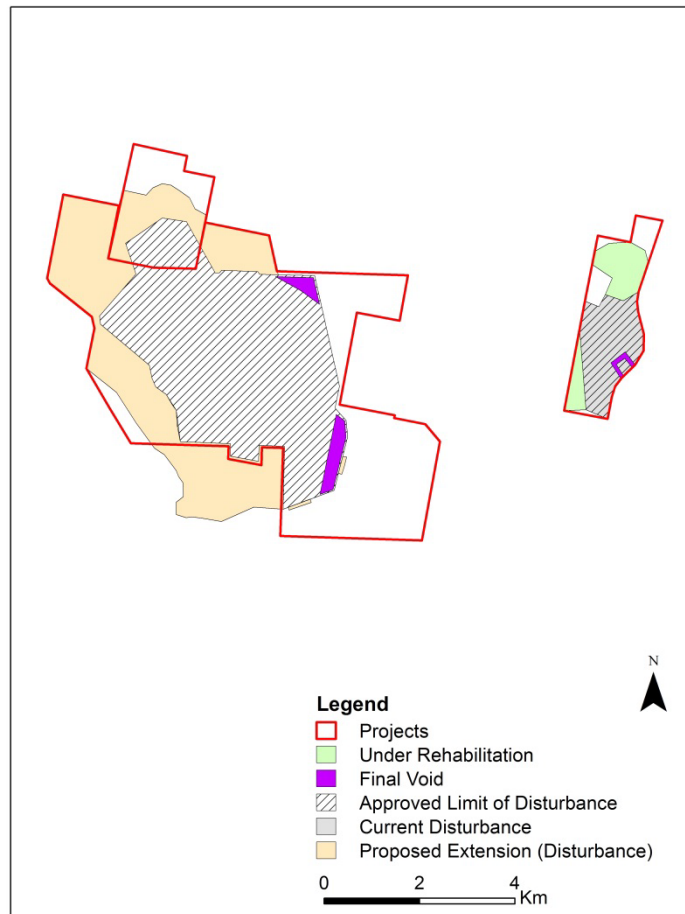 N
Legend
Projects
Under Rehabilitation
Final Void
Approved Limit of Disturbance
Current Disturbance
Proposed Extension (Disturbance)
0 2 4
Km